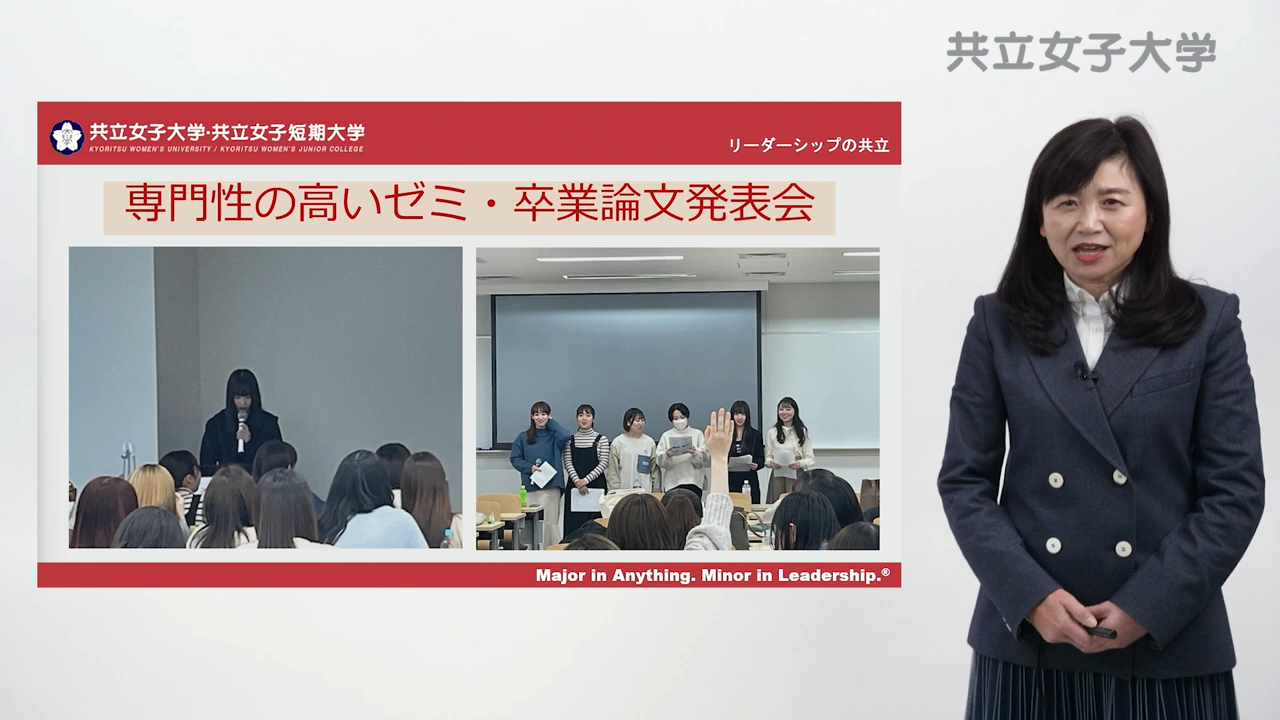 共立女子大学
共立女子大学·共立女子短期大学
KYORITSU WOMEN'S UNIVERSITY / KYORITSU WOMEN'S JUNIOR COLLEGE
リーダーシップの共立
専門性の高いゼミ・卒業論文発表会
Major in Anything. Minor in Leadership.®